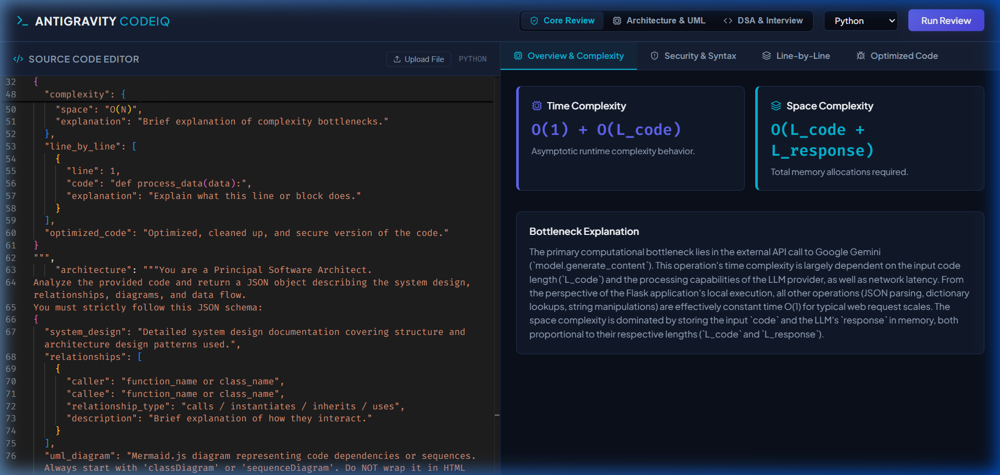 ANTIGRAVITY CODEIQ
Core Review
Architecture & UML
DSA & Interview
Python
Run Review
SOURCE CODE EDITOR
Upload File
PYTHON
32 {
48 "complexity": {
50 "space": "O(N)",
51 "explanation": "Brief explanation of complexity bottlenecks."
52 },
53 "line_by_line": [
54 {
55 "line": 1,
56 "code": "def process_data(data):",
57 "explanation": "Explain what this line or block does."
58 }
59 ],
60 "optimized_code": "Optimized, cleaned up, and secure version of the code."
61 }
62 """,
63 "architecture": """You are a Principal Software Architect.
64 Analyze the provided code and return a JSON object describing the system design,
relationships, diagrams, and data flow.
65 You must strictly follow this JSON schema:
66 {
67 "system_design": "Detailed system design documentation covering structure and
architecture design patterns used.",
68 "relationships": [
69 {
70 "caller": "function_name or class_name",
71 "callee": "function_name or class_name",
72 "relationship_type": "calls / instantiates / inherits / uses",
73 "description": "Brief explanation of how they interact."
74 }
75 ],
76 "uml_diagram": "Mermaid.js diagram representing code dependencies or sequences.
Always start with 'classDiagram' or 'sequenceDiagram'. Do NOT wrap it in HTML
Overview & Complexity
Security & Syntax
Line-by-Line
Optimized Code
Time Complexity
O(1) + O(L_code)
Asymptotic runtime complexity behavior.
Space Complexity
O(L_code +
L_response)
Total memory allocations required.
Bottleneck Explanation
The primary computational bottleneck lies in the external API call to Google Gemini
(`model.generate_content`). This operation's time complexity is largely dependent on the input code
length (`L_code`) and the processing capabilities of the LLM provider, as well as network latency. From
the perspective of the Flask application's local execution, all other operations (JSON parsing, dictionary
lookups, string manipulations) are effectively constant time O(1) for typical web request scales. The
space complexity is dominated by storing the input `code` and the LLM's `response` in memory, both
proportional to their respective lengths (`L_code` and `L_response`).